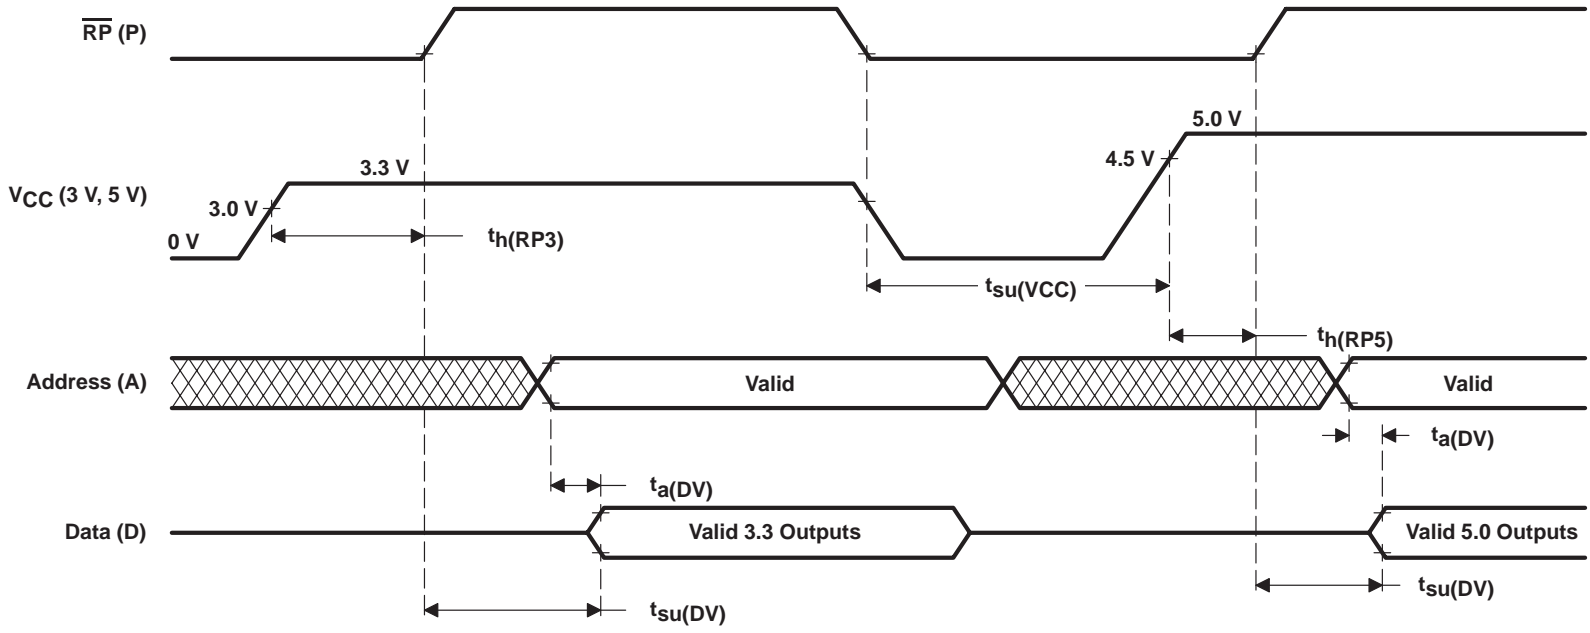 RP (P)
5.0 V
4.5 V
3.3 V
VCC (3 V, 5 V)
3.0 V
0 V
th(RP3)
tsu(VCC)
th(RP5)
Address (A)
Valid
Valid
ta(DV)
ta(DV)
Data (D)
Valid 3.3 Outputs
Valid 5.0 Outputs
tsu(DV)
tsu(DV)